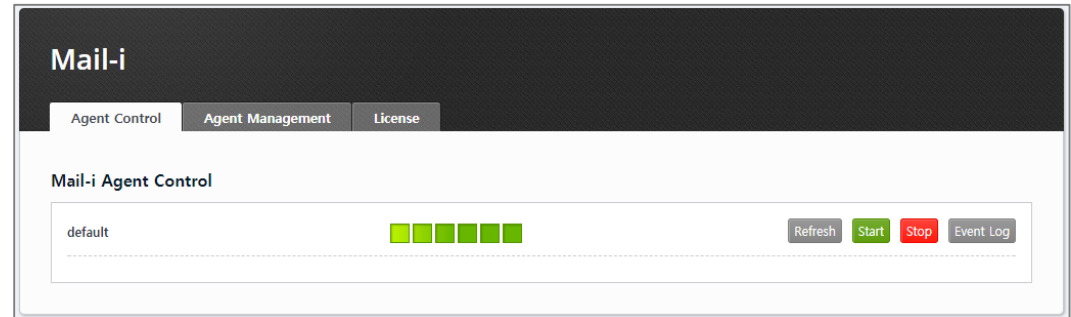 Mail-i
Agent Control Agent Management License
Mail-i Agent Control
default Refresh Start Stop Event Log